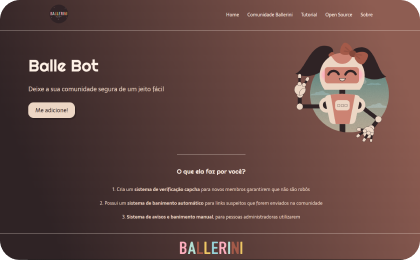 BALLERINI
Home Comunidade Ballerini Tutorial Open Source Sobre
Balle Bot
Deixe a sua comunidade segura de um jeito fácil
Me adicione!
O que ela faz por você?
1. Cria um sistema de verificação captcha para novos membros garantirem que não são robôs
2. Possui um sistema de banimento automático para links suspeitos que forem enviados na comunidade
3. Sistema de avisos e banimento manual, para pessoas administradoras utilizarem
BALLERINI